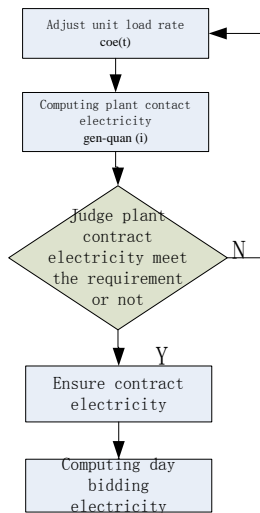 Adjust unit load rate
coe(t)
Computing plant contact
electricity
gen-quan (i)
Judge plant
contract
electricity meet
the requirement
or not
N
Y
Ensure contract
electricity
Computing day
bidding
electricity